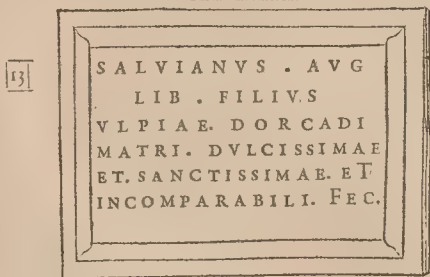 13
SALVIANVS . AVG
LIB . FILIVS
VLPIAE. DORCADI
MATRI. DVLCISSIMAE
ET. SANCTISSIMAE. ET
INCOMPARABILI. FEC.